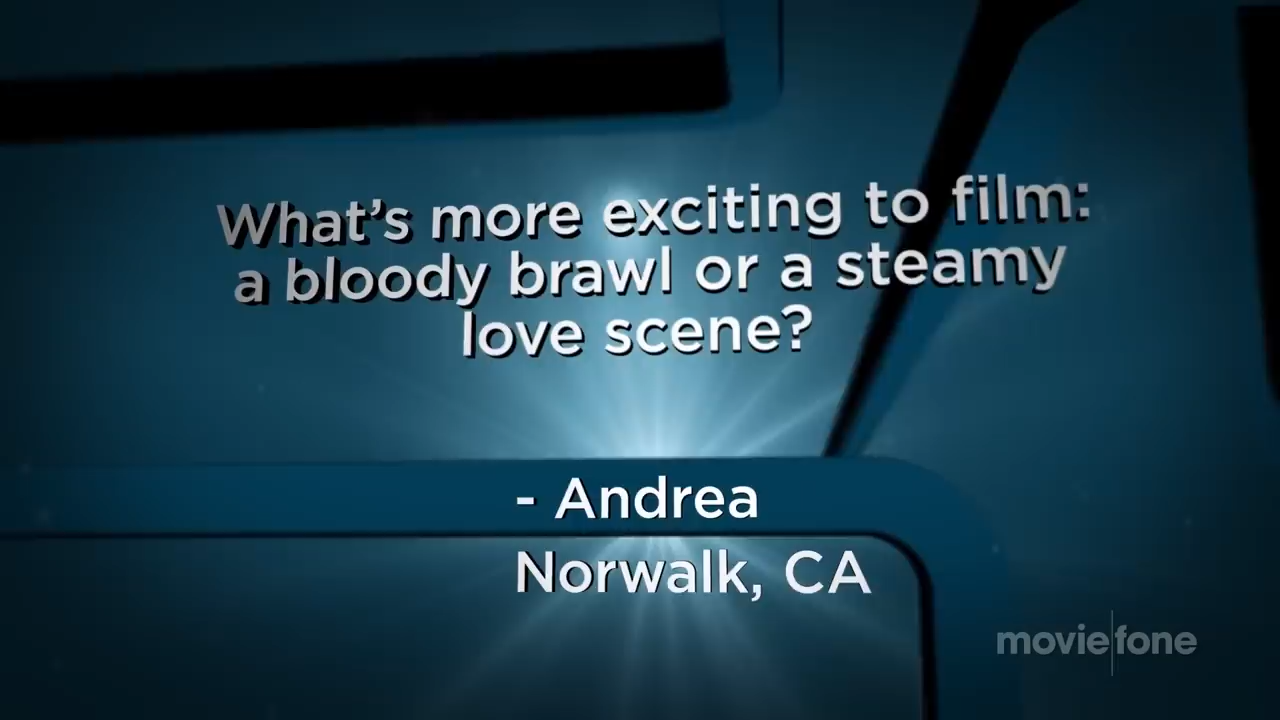 What's more exciting to film:
a bloody brawl or a steamy
love scene?
- Andrea
Norwalk, CA
moviefone